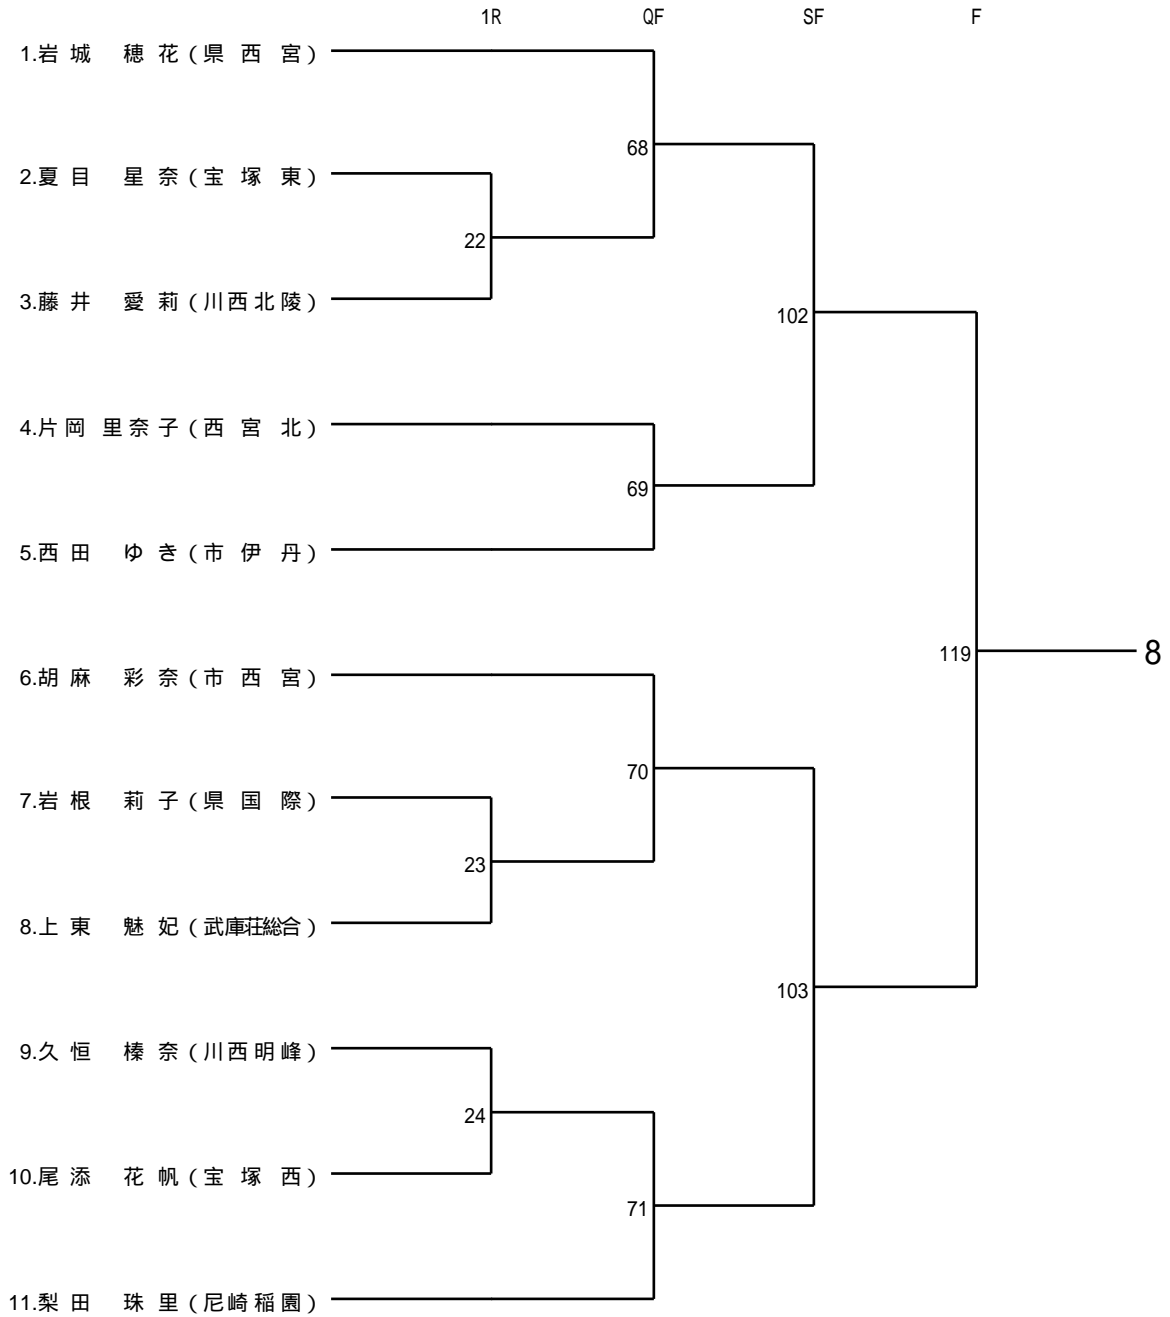 1R QF SF F
1.岩城 穂花(県西宮)
68
2.夏目 星奈(宝塚東)
22
3.藤井 愛莉(川西北陵)
102
4.片岡 里奈子(西宮北)
69
5.西田 ゆき(市伊丹)
119 8
6.胡麻 彩奈(市西宮)
70
7.岩根 莉子(県国際)
23
8.上東 魅妃(武庫荘総合)
103
9.久恒 榛奈(川西明峰)
24
10.尾添 花帆(宝塚西)
71
11.梨田 珠里(尼崎稲園)